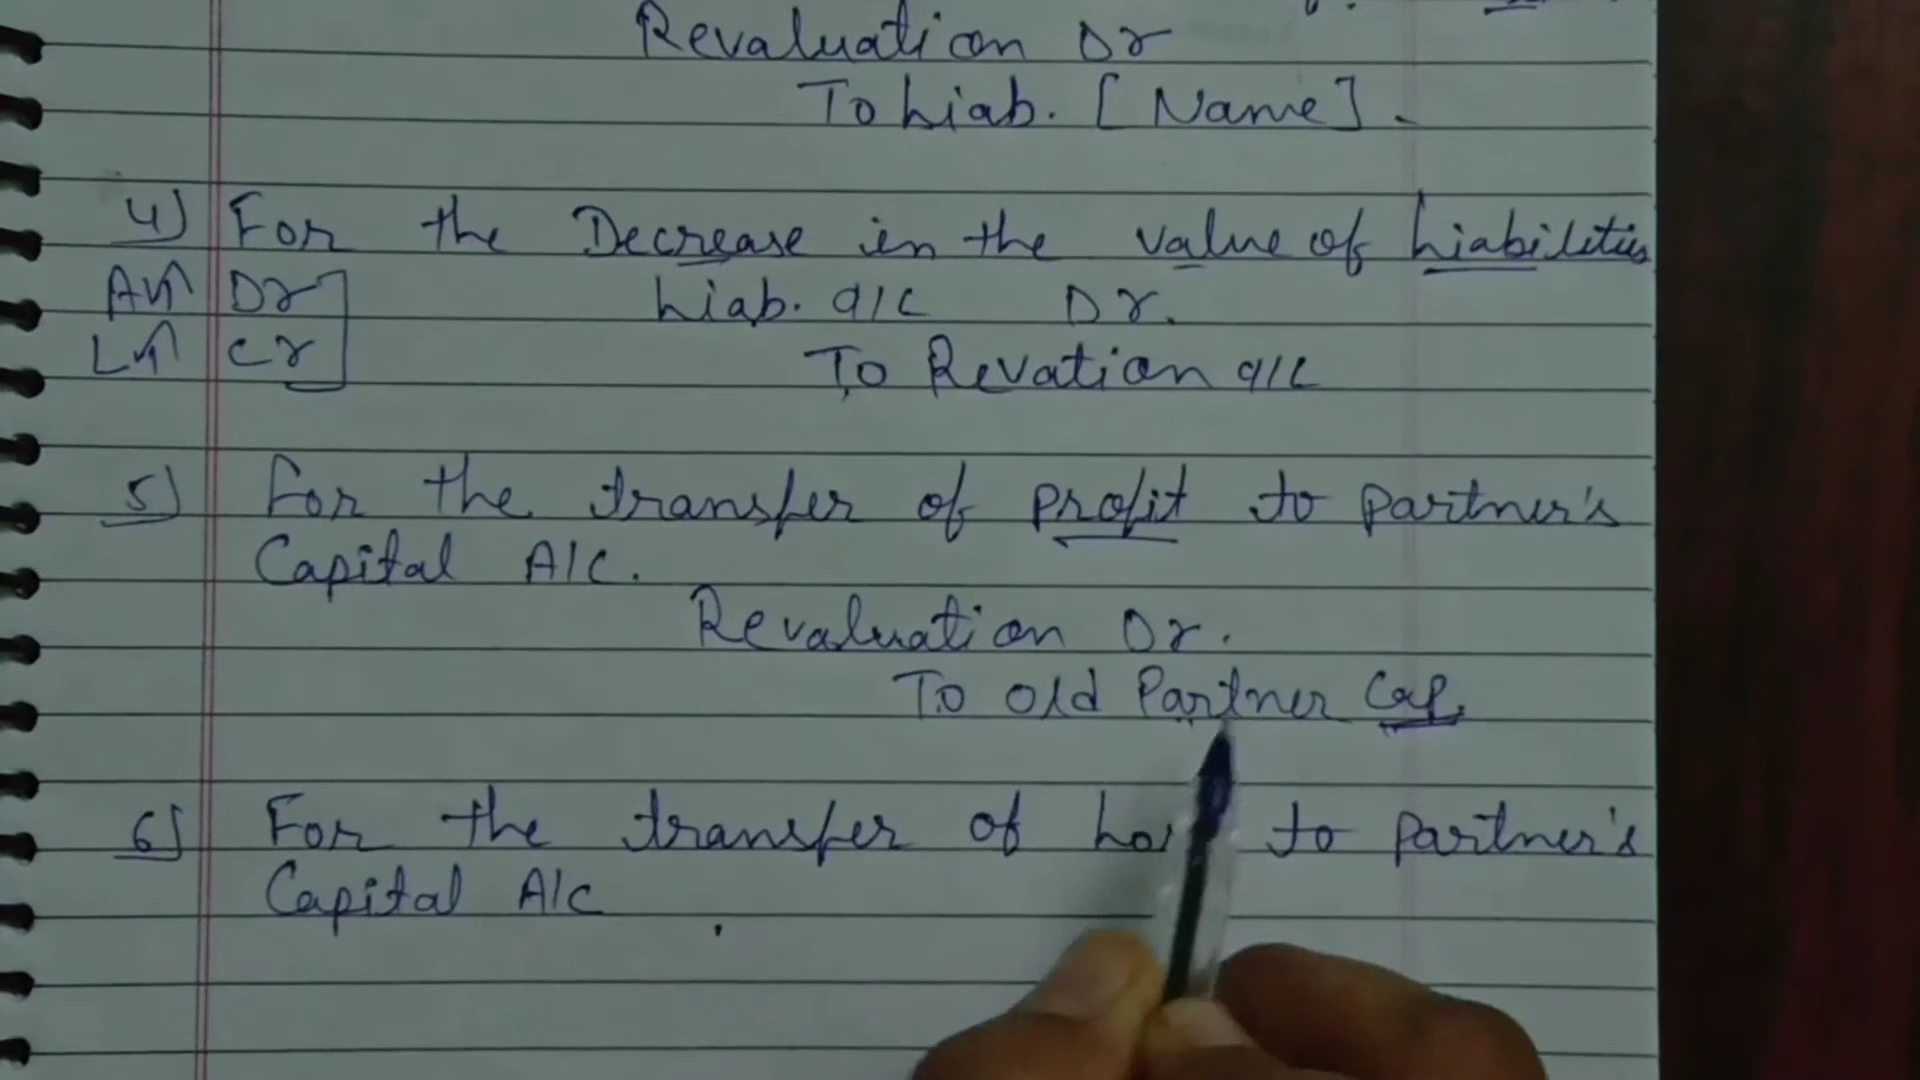 Revaluation Dr
To Liab. [Name].
4) For the Decrease in the value of Liabilities
A↑ Dr Liab. a/c Dr.
L↑ Cr To Revation a/c
5) For the transfer of profit to partner's
Capital A/C.
Revaluation Dr.
To Old Partner Cap.
6) For the transfer of to partner's
Capital A/C